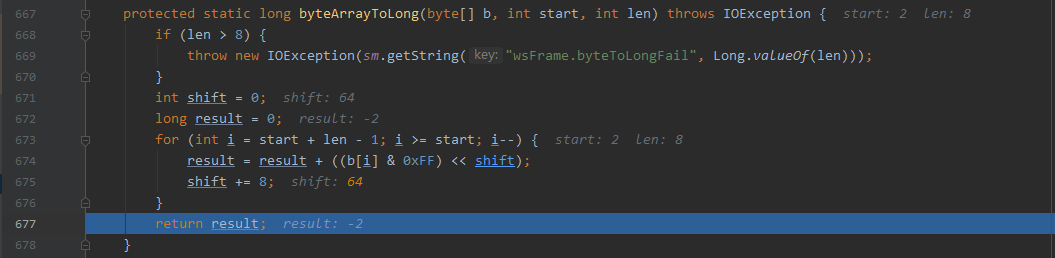 667 protected static long byteArrayToLong(byte[] b, int start, int len) throws IOException { start: 2 len: 8
668 if (len > 8) {
669 throw new IOException(sm.getString( key: "wsFrame.byteToLongFail", Long.valueOf(len)));
670 }
671 int shift = 0; shift: 64
672 long result = 0; result: -2
673 for (int i = start + len - 1; i >= start; i--) { start: 2 len: 8
674 result = result + ((b[i] & 0xFF) << shift);
675 shift += 8; shift: 64
676 }
677 return result; result: -2
678 }